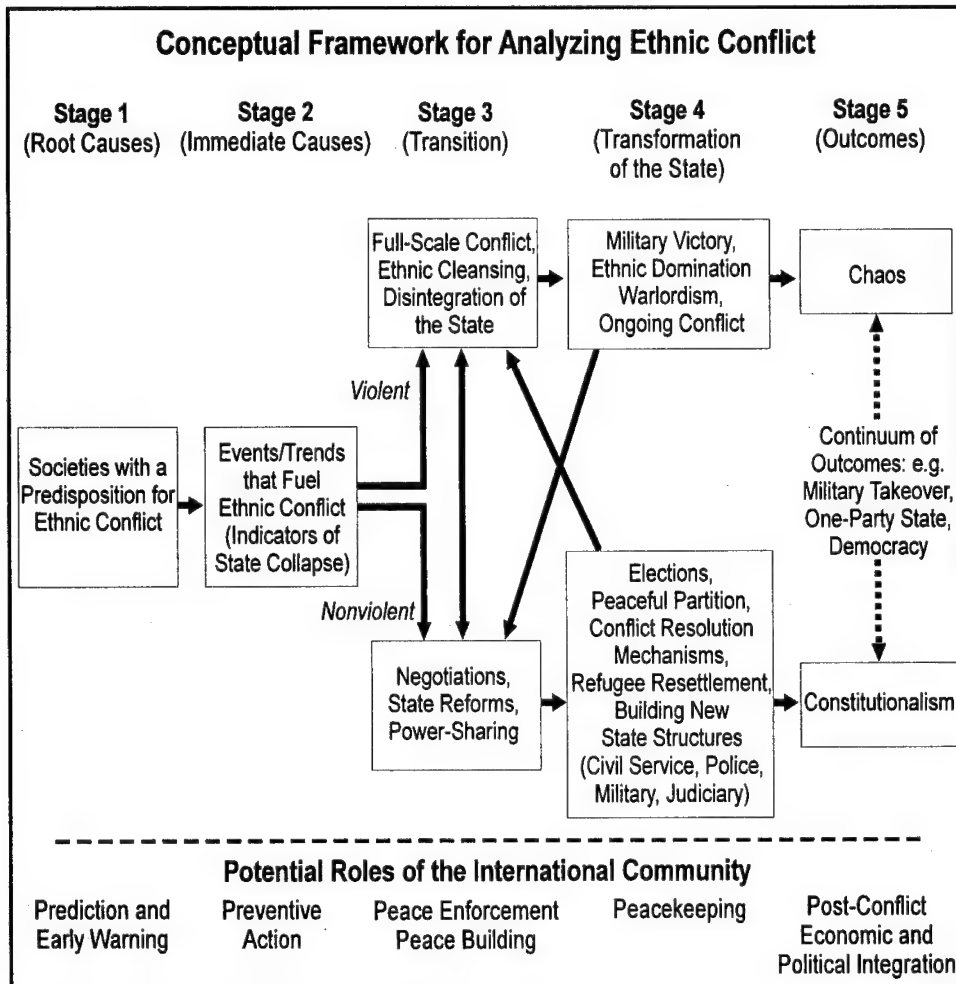 Conceptual Framework for Analyzing Ethnic Conflict
Stage 1
(Root Causes)
Stage 2
(Immediate Causes)
Stage 3
(Transition)
Stage 4
(Transformation
of the State)
Stage 5
(Outcomes)
Full-Scale Conflict,
Ethnic Cleansing,
Disintegration of
the State
Military Victory,
Ethnic Domination
Warlordism,
Ongoing Conflict
Chaos
Violent
Societies with a
Predisposition for
Ethnic Conflict
Events/Trends
that Fuel
Ethnic Conflict
(Indicators of
State Collapse)
Continuum of
Outcomes: e.g.
Military Takeover,
One-Party State,
Democracy
Nonviolent
Negotiations,
State Reforms,
Power-Sharing
Elections,
Peaceful Partition,
Conflict Resolution
Mechanisms,
Refugee Resettlement,
Building New
State Structures
(Civil Service, Police,
Military, Judiciary)
Constitutionalism
Potential Roles of the International Community
Prediction and
Early Warning
Preventive
Action
Peace Enforcement
Peace Building
Peacekeeping
Post-Conflict
Economic and
Political Integration